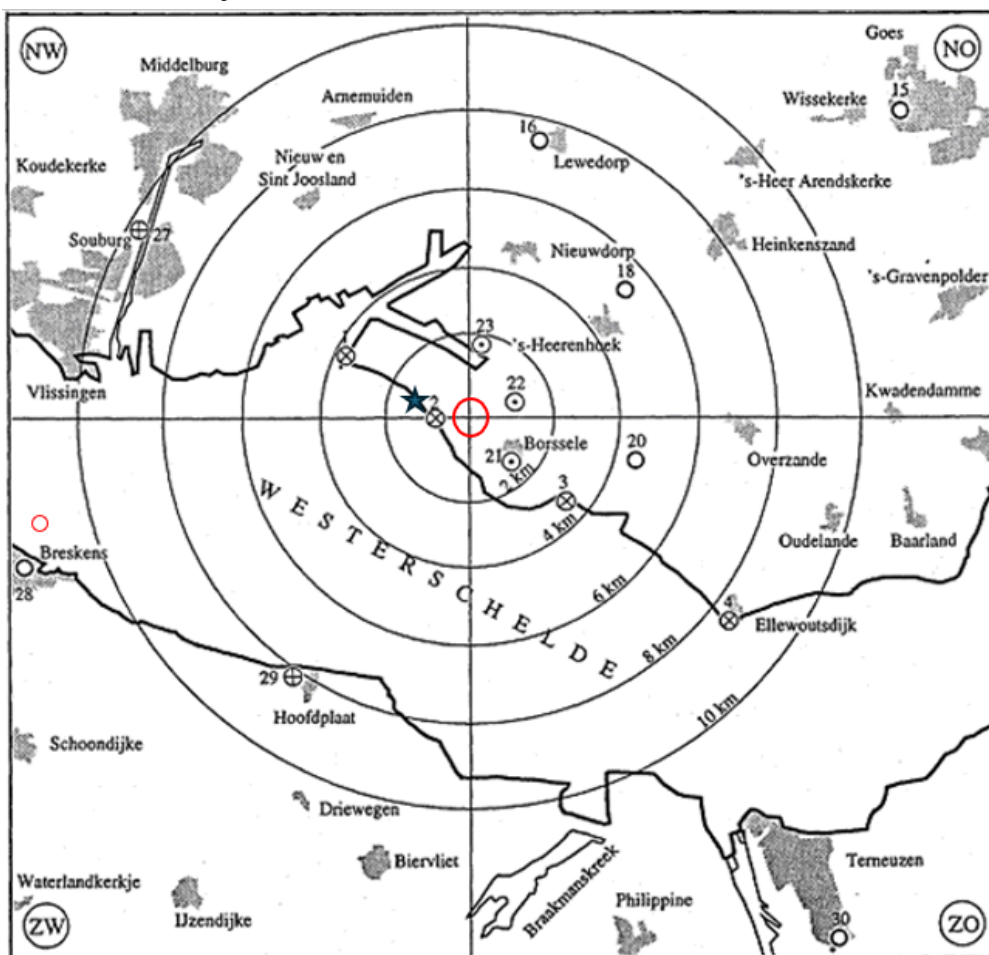 NW
NO
Goes
15
Middelburg
Arnemuiden
Wissekerke
16
Lewedorp
Koudekerke
Nieuw en
Sint Joosland
's-Heer Arendskerke
27
Souburg
Nieuwdorp
Heinkenszand
18
's-Gravenpolder
1
23
's-Heerenhoek
Vlissingen
22
Kwadendamme
2
Borssele
21
20
Overzande
2 km
3
WESTERSCHELDE
4 km
Oudelande
Baarland
Breskens
28
6 km
4
Ellewoutsdijk
8 km
29
Hoofdplaat
10 km
Schoondijke
Driewegen
Biervliet
Terneuzen
Waterlandkerkje
IJzendijke
Braakmanskreek
Philippine
30
ZW
ZO